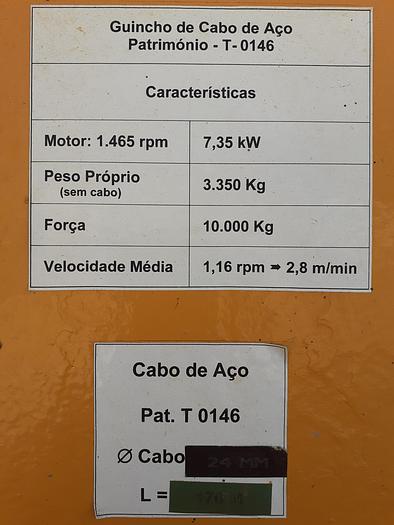 Guincho de Cabo de Aço
Património - T- 0146
Características
Motor: 1.465 rpm 7,35 kW
Peso Próprio
(sem cabo) 3.350 Kg
Força 10.000 Kg
Velocidade Média 1,16 rpm ➡ 2,8 m/min
Cabo de Aço
Pat. T 0146
Ø Cabo 24 MM
L =